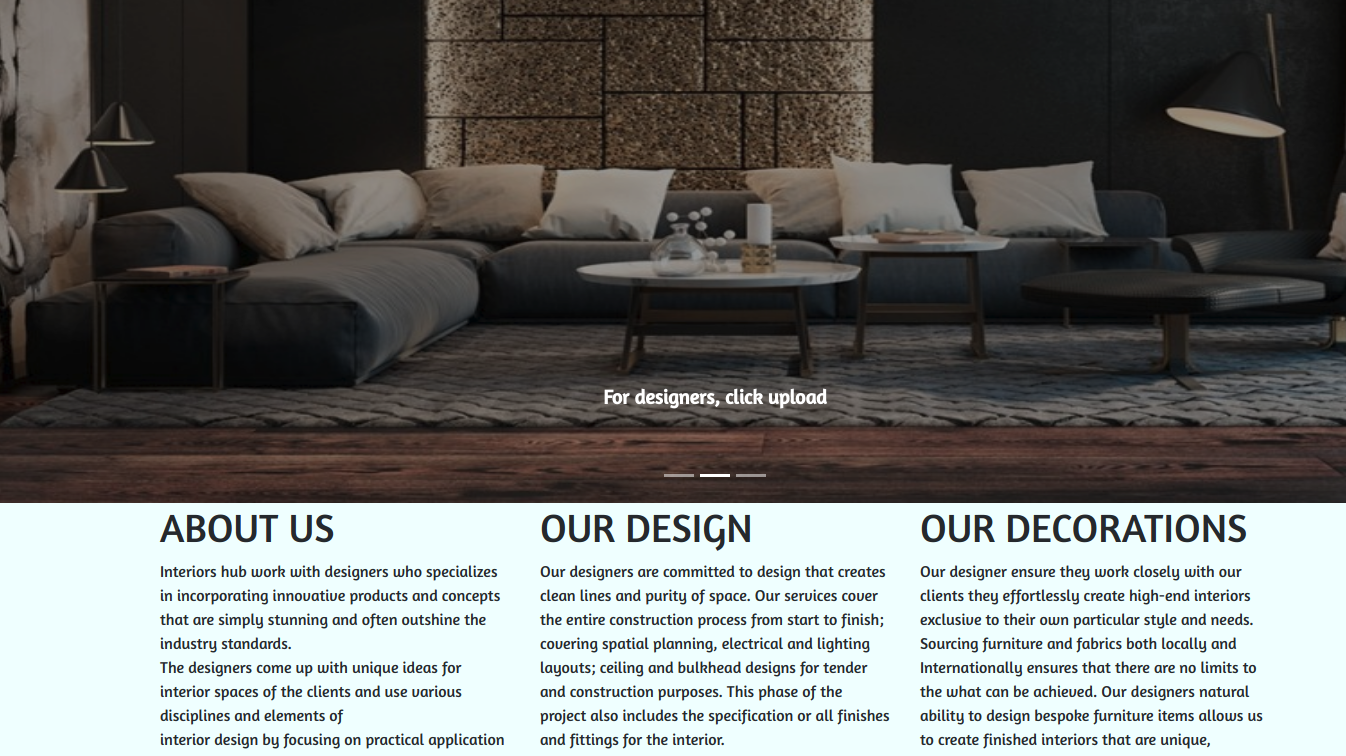 For designers, click upload
ABOUT US
Interiors hub work with designers who specializes
in incorporating innovative products and concepts
that are simply stunning and often outshine the
industry standards.
The designers come up with unique ideas for
interior spaces of the clients and use various
disciplines and elements of
interior design by focusing on practical application
OUR DESIGN
Our designers are committed to design that creates
clean lines and purity of space. Our services cover
the entire construction process from start to finish;
covering spatial planning, electrical and lighting
layouts; ceiling and bulkhead designs for tender
and construction purposes. This phase of the
project also includes the specification or all finishes
and fittings for the interior.
OUR DECORATIONS
Our designer ensure they work closely with our
clients they effortlessly create high-end interiors
exclusive to their own particular style and needs.
Sourcing furniture and fabrics both locally and
Internationally ensures that there are no limits to
the what can be achieved. Our designers natural
ability to design bespoke furniture items allows us
to create finished interiors that are unique,